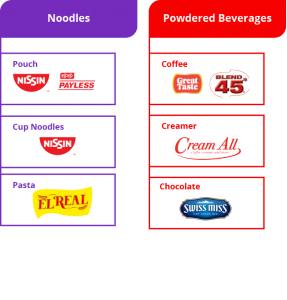 Noodles
Pouch
NISSIN
PAYLESS
Cup Noodles
NISSIN
Pasta
EL REAL
Powdered Beverages
Coffee
Great Taste
BLEND 45
Creamer
Cream All
Chocolate
SWISS MISS